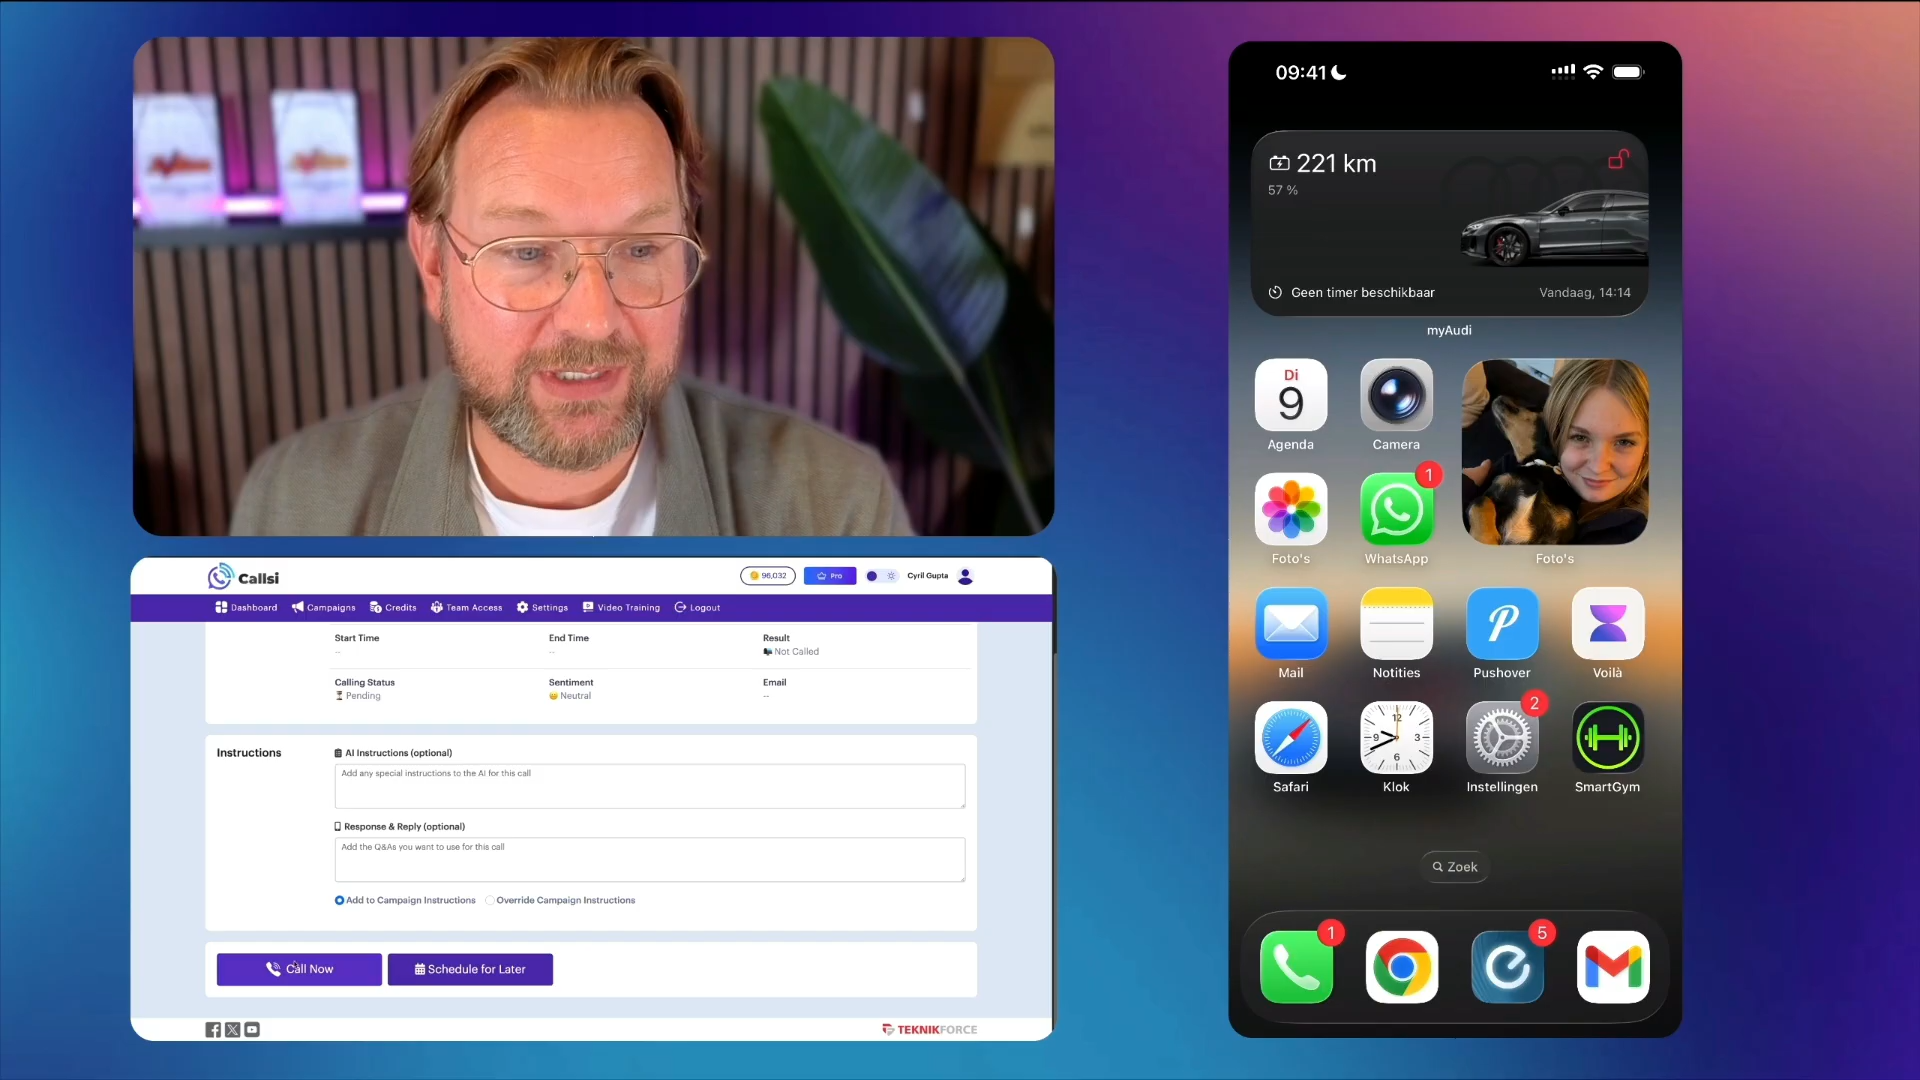 Callsi
96,032
Pro
Cyril Gupta
Dashboard
Campaigns
Credits
Team Access
Settings
Video Training
Logout
Start Time
--
End Time
--
Result
Not Called
Calling Status
Pending
Sentiment
Neutral
Email
--
Instructions
AI Instructions (optional)
Add any special instructions to the AI for this call
Response & Reply (optional)
Add the Q&As you want to use for this call
Add to Campaign Instructions
Override Campaign Instructions
Call Now
Schedule for Later
TEKNIKFORCE
09:41
221 km
57 %
Geen timer beschikbaar
Vandaag, 14:14
myAudi
Di
9
Agenda
Camera
Foto's
1
WhatsApp
Foto's
Mail
Notities
Pushover
Voilà
Safari
12
3
6
9
Klok
2
Instellingen
SmartGym
Zoek
1
5